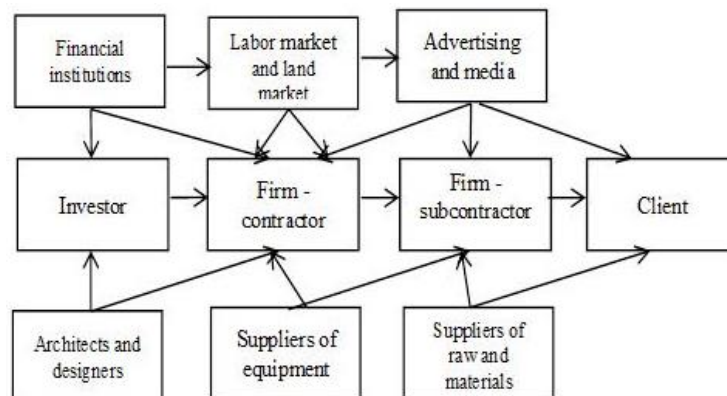 Financial
institutions
Labor market
and land
market
Advertising
and media
Investor
Firm -
contractor
Firm -
subcontractor
Client
Architects and
designers
Suppliers of
equipment
Suppliers of
raw and
materials